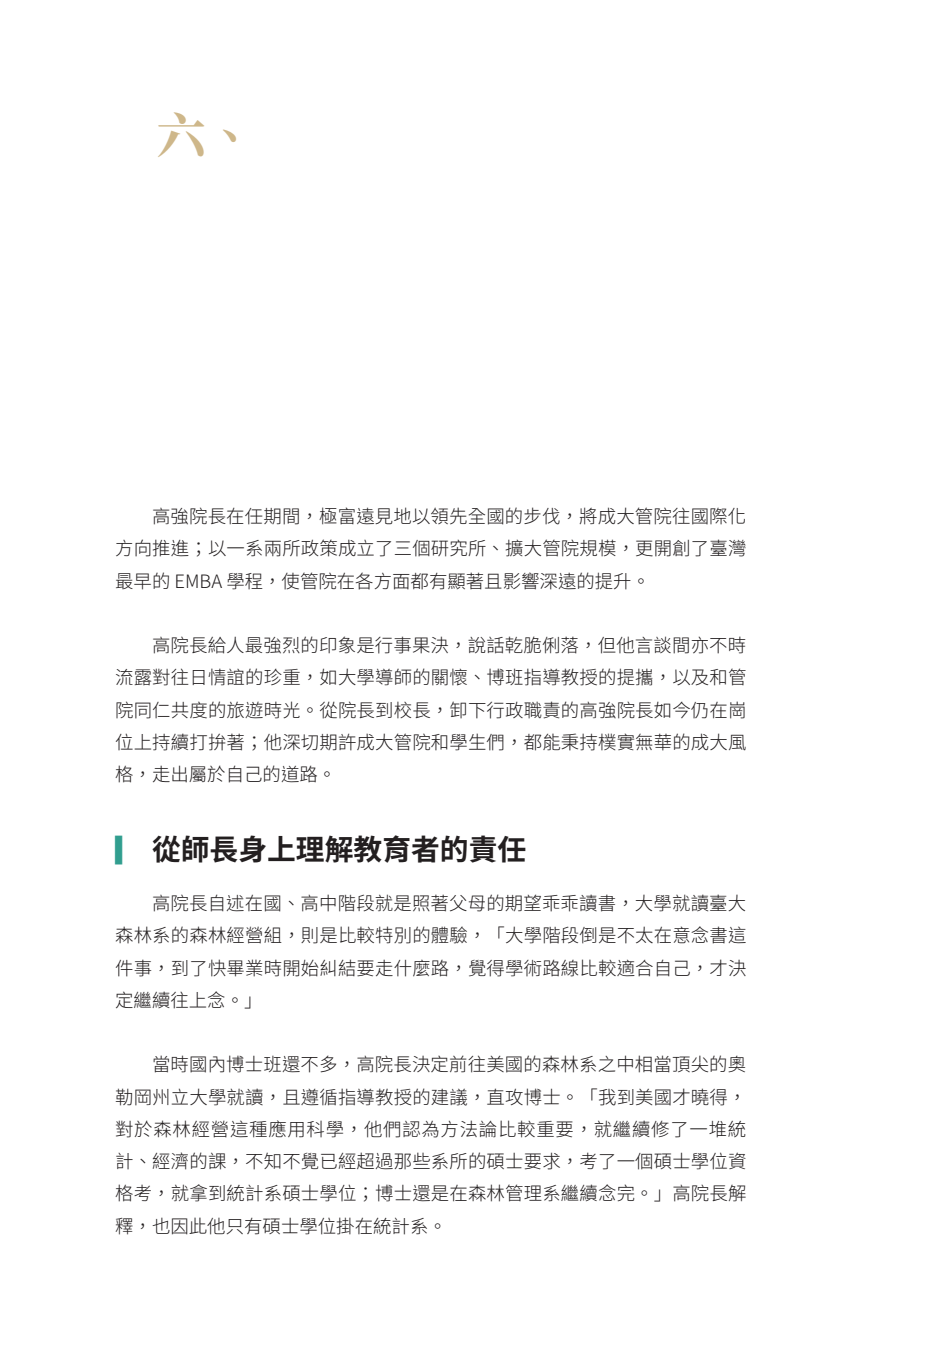 六、
高強院長在任期間，極富遠見地以領先全國的步伐，將成大管院往國際化
方向推進；以一系兩所政策成立了三個研究所、擴大管院規模，更開創了臺灣
最早的 EMBA 學程，使管院在各方面都有顯著且影響深遠的提升。
高院長給人最強烈的印象是行事果決，說話乾脆俐落，但他言談間亦不時
流露對往日情誼的珍重，如大學導師的關懷、博班指導教授的提攜，以及和管
院同仁共度的旅遊時光。從院長到校長，卸下行政職責的高強院長如今仍在崗
位上持續打拚著；他深切期許成大管院和學生們，都能秉持樸實無華的成大風
格，走出屬於自己的道路。
從師長身上理解教育者的責任
高院長自述在國、高中階段就是照著父母的期望乖乖讀書，大學就讀臺大
森林系的森林經營組，則是比較特別的體驗，「大學階段倒是不太在意念書這
件事，到了快畢業時開始糾結要走什麼路，覺得學術路線比較適合自己，才決
定繼續往上念。」
當時國內博士班還不多，高院長決定前往美國的森林系之中相當頂尖的奧
勒岡州立大學就讀，且遵循指導教授的建議，直攻博士。「我到美國才曉得，
對於森林經營這種應用科學，他們認為方法論比較重要，就繼續修了一堆統
計、經濟的課，不知不覺已經超過那些系所的碩士要求，考了一個碩士學位資
格考，就拿到統計系碩士學位；博士還是在森林管理系繼續念完。」高院長解
釋，也因此他只有碩士學位掛在統計系。